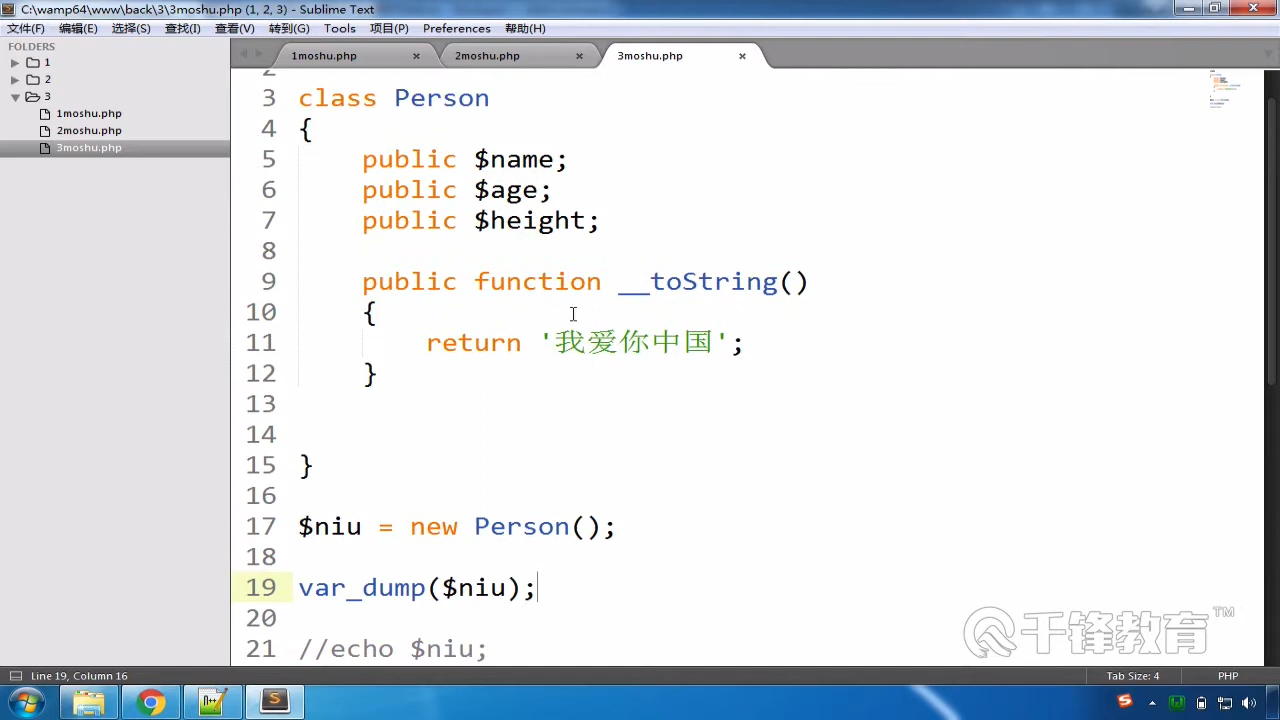 C:\wamp64\www\back\3\3moshu.php (1, 2, 3) - Sublime Text
文件(F) 编辑(E) 选择(S) 查找(I) 查看(V) 转到(G) Tools 项目(P) Preferences 帮助(H)
FOLDERS
1
2
3
1moshu.php
2moshu.php
3moshu.php
1moshu.php × 2moshu.php × 3moshu.php ×
2
3 class Person
4 {
5 public $name;
6 public $age;
7 public $height;
8
9 public function __toString()
10 {
11 return '我爱你中国';
12 }
13
14
15 }
16
17 $niu = new Person();
18
19 var_dump($niu);
20
21 //echo $niu;
千锋教育™
Line 19, Column 16 Tab Size: 4 PHP